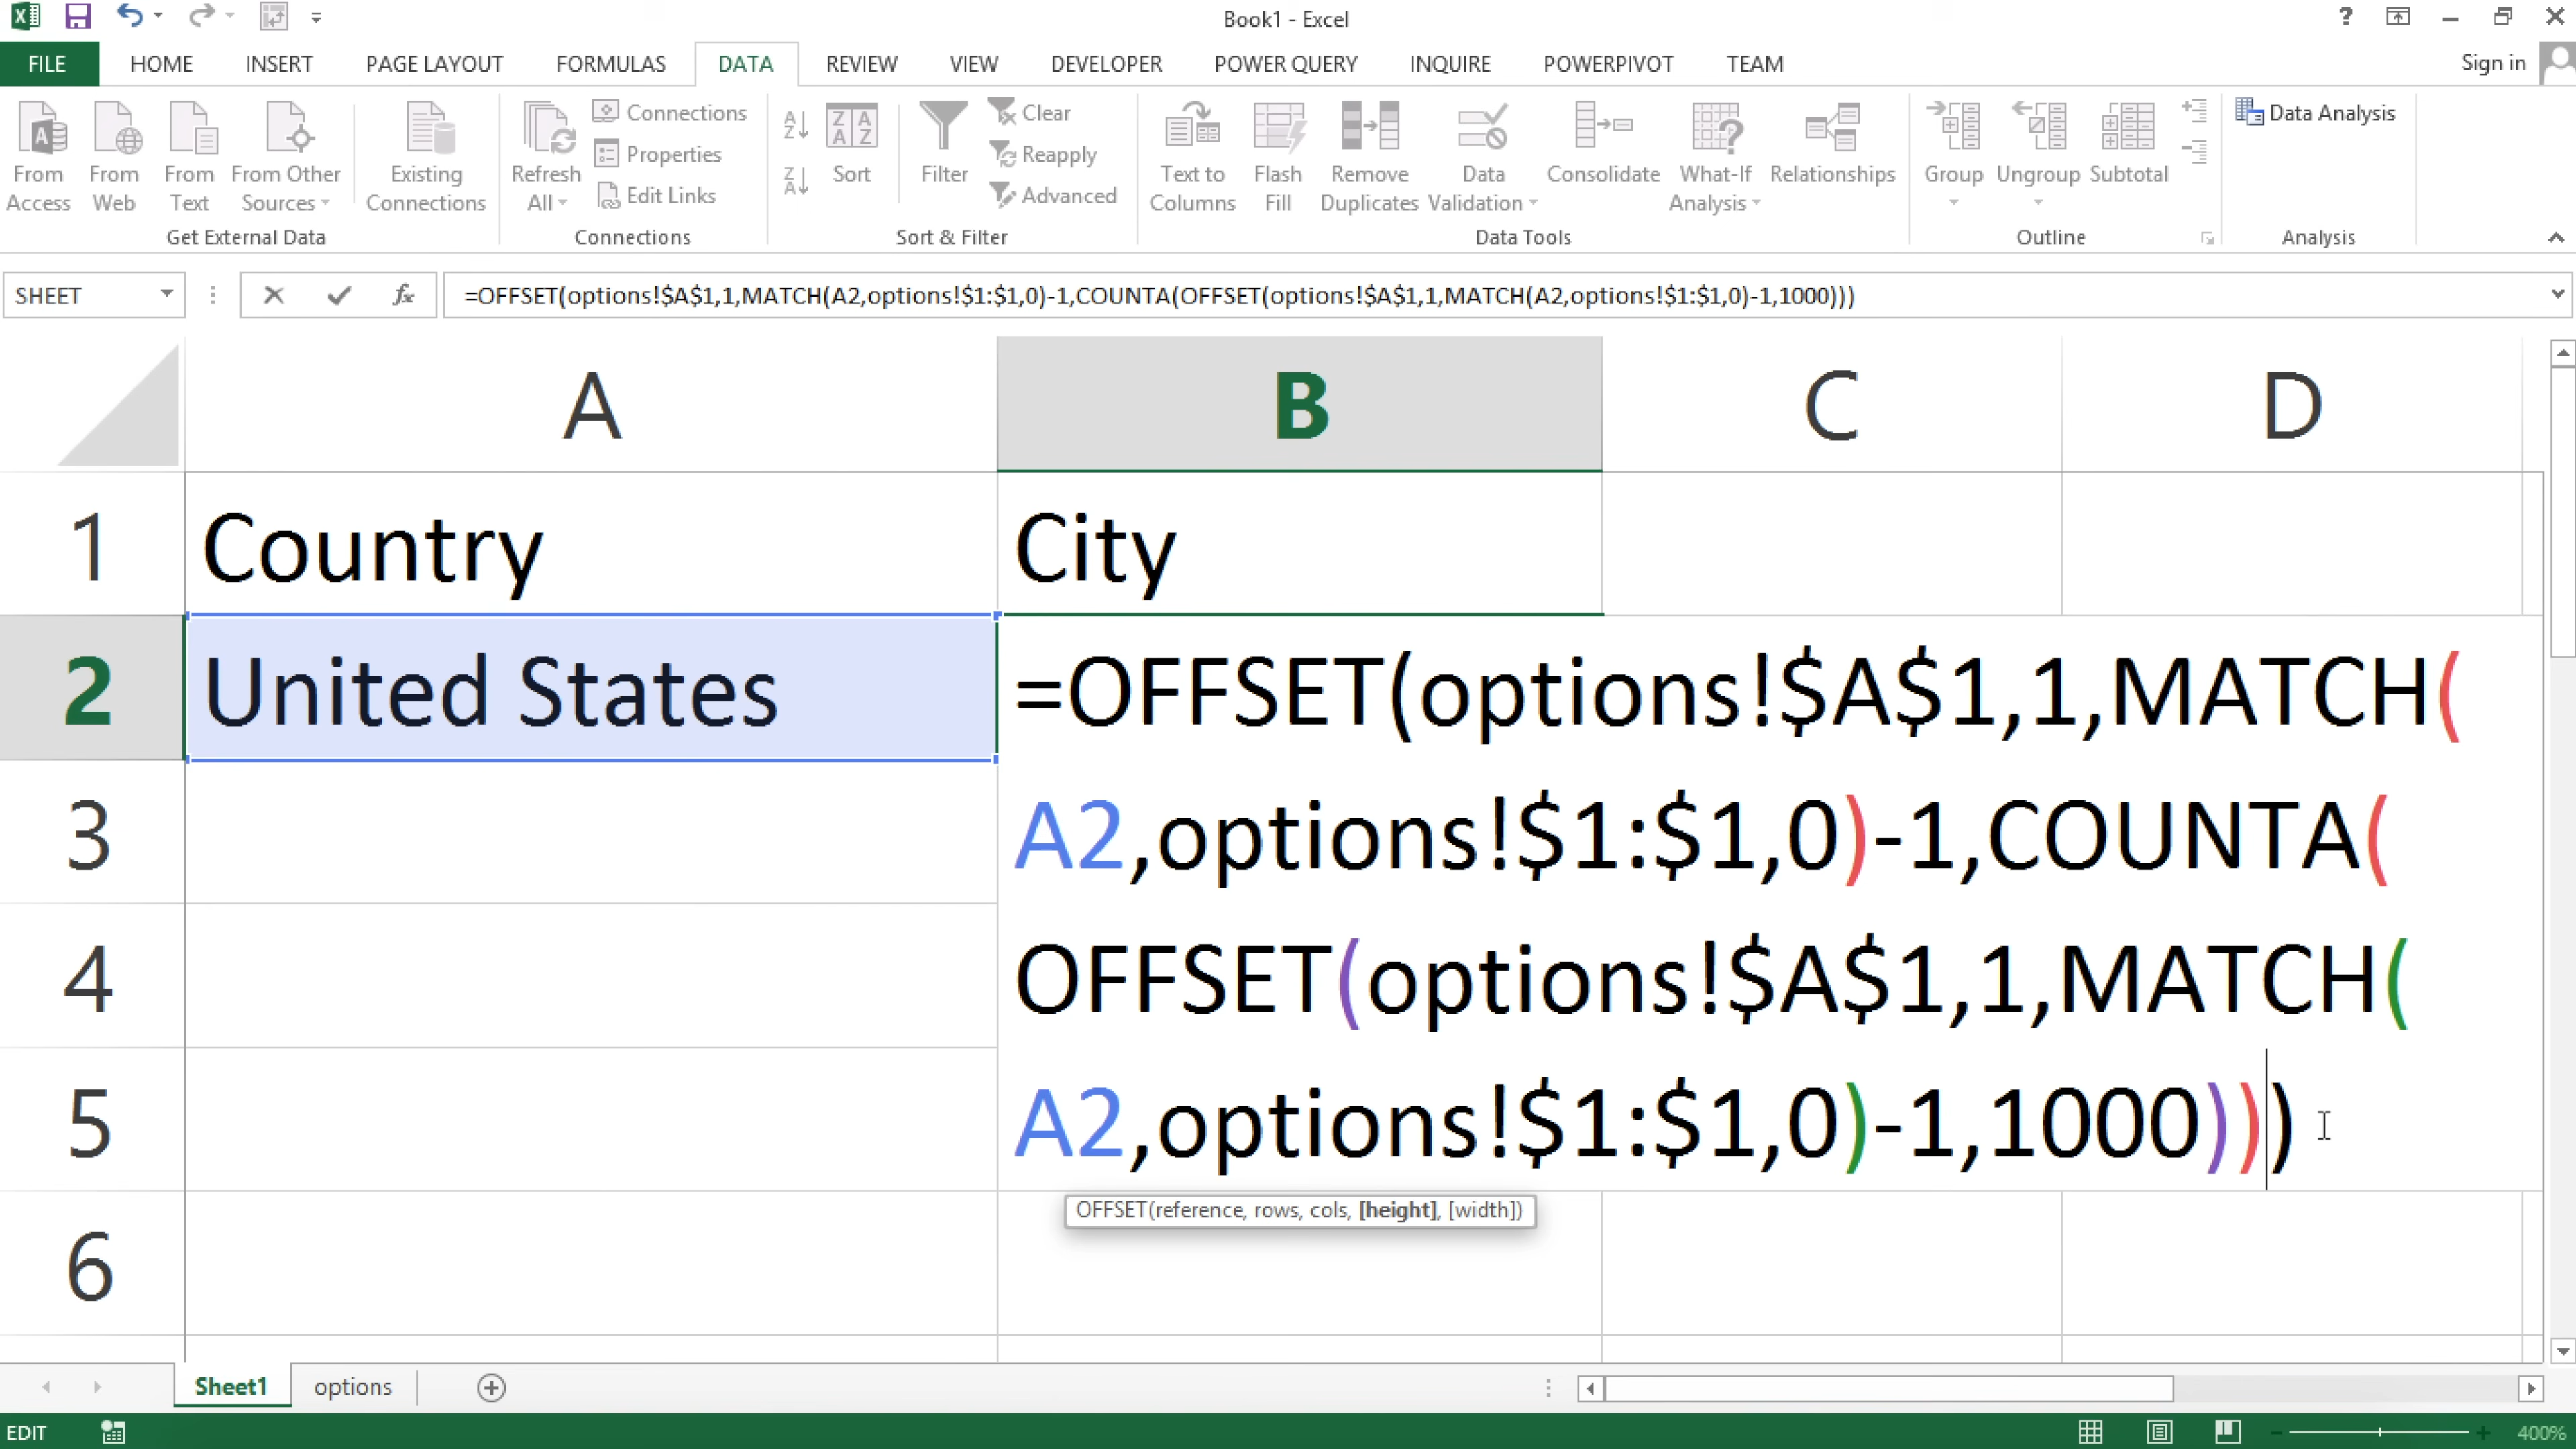 Book1 - Excel
FILE HOME INSERT PAGE LAYOUT FORMULAS DATA REVIEW VIEW DEVELOPER POWER QUERY INQUIRE POWERPIVOT TEAM Sign in
From Access
From Web
From Text
From Other Sources
Existing Connections
Get External Data
Refresh All
Connections
Properties
Edit Links
Connections
Sort
Filter
Clear
Reapply
Advanced
Sort & Filter
Text to Columns
Flash Fill
Remove Duplicates
Data Validation
Consolidate
What-If Analysis
Relationships
Data Tools
Group
Ungroup
Subtotal
Outline
Data Analysis
Analysis
SHEET
fx
=OFFSET(options!$A$1,1,MATCH(A2,options!$1:$1,0)-1,COUNTA(OFFSET(options!$A$1,1,MATCH(A2,options!$1:$1,0)-1,1000)))
A B C D
1 Country City
2 United States =OFFSET(options!$A$1,1,MATCH(
3 A2,options!$1:$1,0)-1,COUNTA(
4 OFFSET(options!$A$1,1,MATCH(
5 A2,options!$1:$1,0)-1,1000)))
OFFSET(reference, rows, cols, [height], [width])
6
Sheet1 options
EDIT 400%